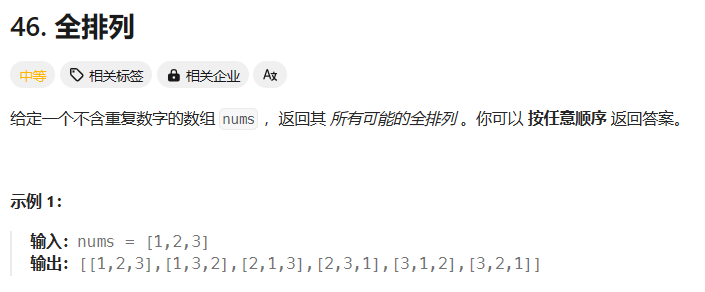 46. 全排列
中等 相关标签 相关企业 Aあ
给定一个不含重复数字的数组 nums ，返回其 所有可能的全排列 。你可以 按任意顺序 返回答案。
示例 1：
输入：nums = [1,2,3]
输出：[[1,2,3],[1,3,2],[2,1,3],[2,3,1],[3,1,2],[3,2,1]]